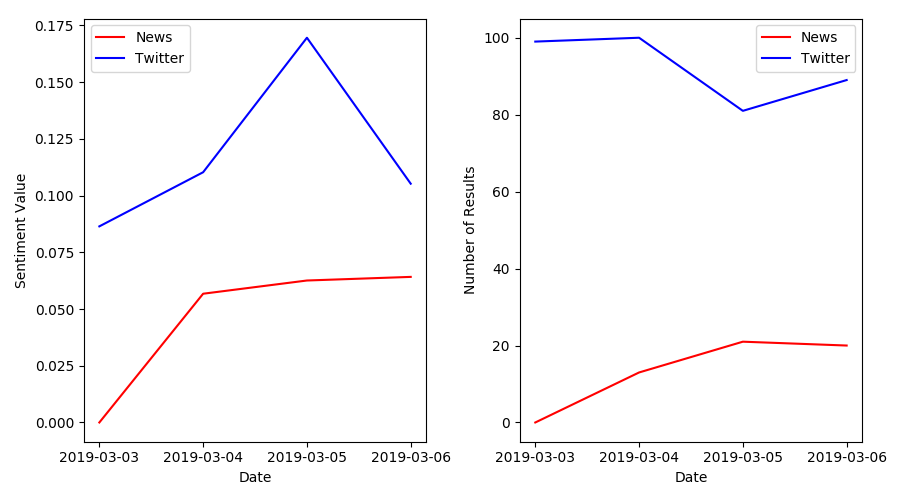 News
Twitter
0.175
0.150
0.125
0.100
0.075
0.050
0.025
0.000
Sentiment Value
2019-03-03 2019-03-04 2019-03-05 2019-03-06
Date
News
Twitter
100
80
60
40
20
0
Number of Results
2019-03-03 2019-03-04 2019-03-05 2019-03-06
Date